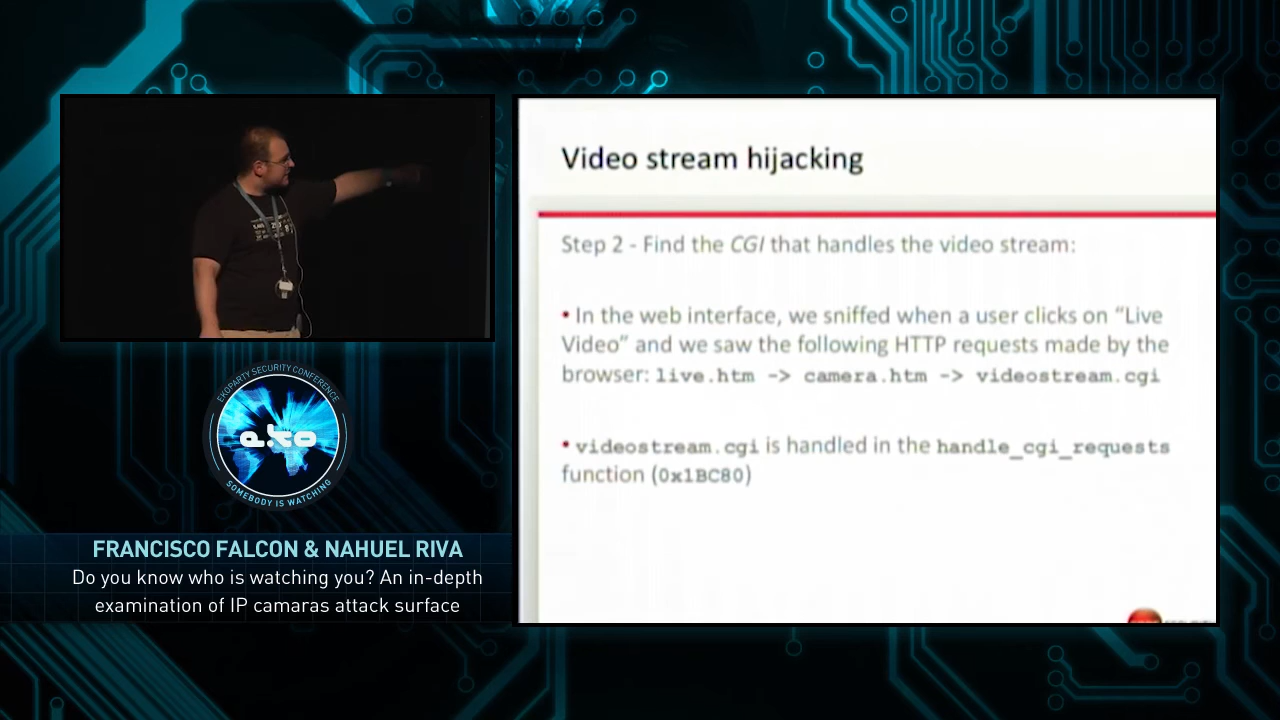 Video stream hijacking
Step 2 - Find the CGI that handles the video stream:
• In the web interface, we sniffed when a user clicks on “Live
Video” and we saw the following HTTP requests made by the
browser: live.htm -> camera.htm -> videostream.cgi
• videostream.cgi is handled in the handle_cgi_requests
function (0x1BC80)
EKOPARTY SECURITY CONFERENCE
eko
SOMEBODY IS WATCHING
FRANCISCO FALCON & NAHUEL RIVA
Do you know who is watching you? An in-depth
examination of IP camaras attack surface